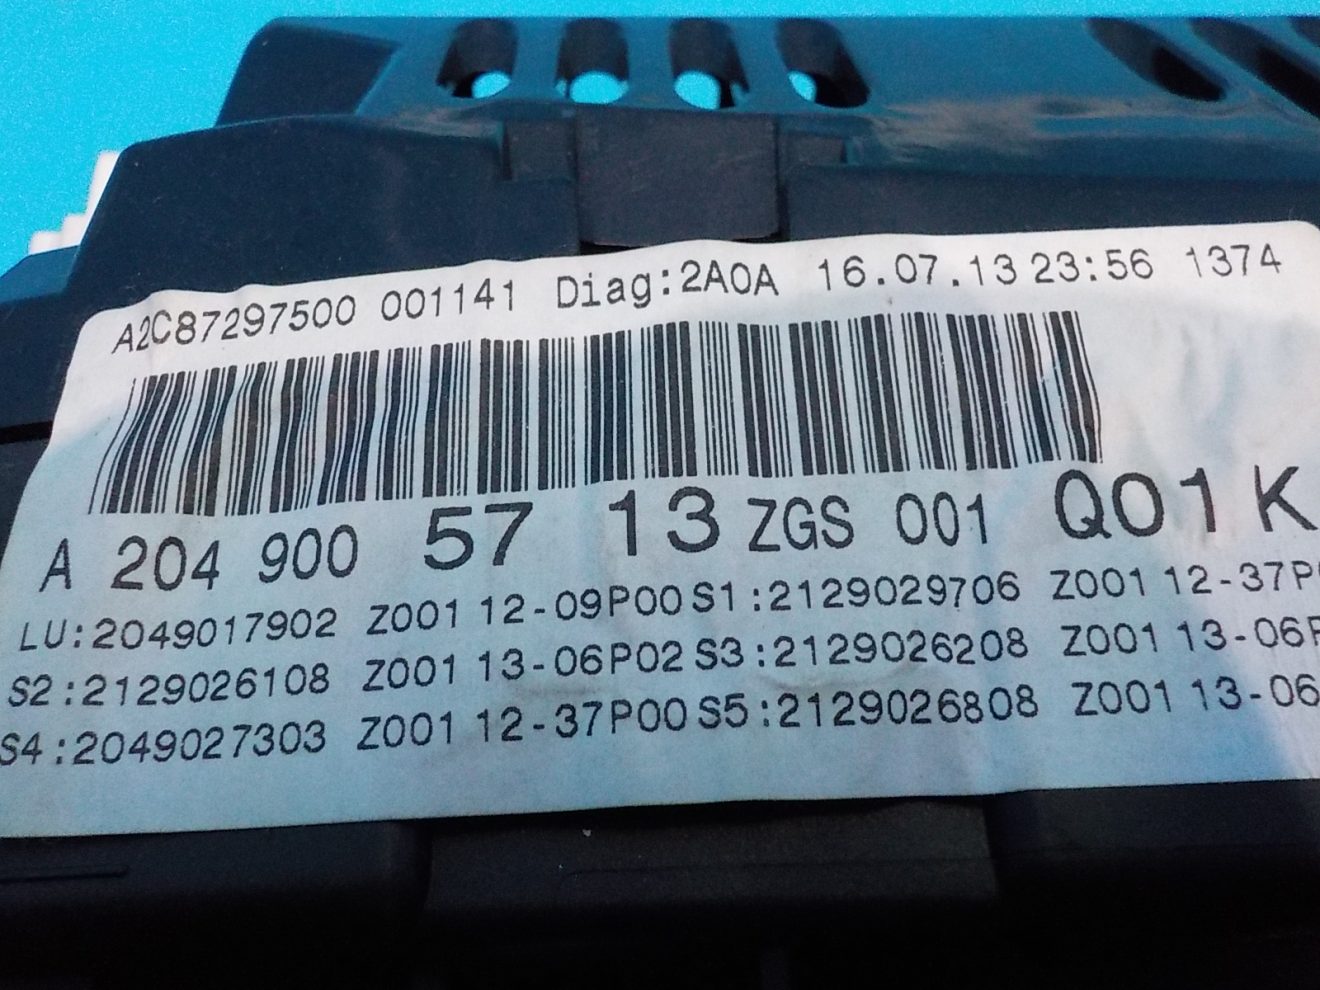 A2C87297500 001141 Diag:2A0A 16.07.13 23:56 1374
A 204 900 57 13 ZGS 001 Q01 K
LU:2049017902 Z001 12-09P00 S1:2129029706 Z001 12-37P
S2:2129026108 Z001 13-06P02 S3:2129026208 Z001 13-06P
S4:2049027303 Z001 12-37P00 S5:2129026808 Z001 13-06